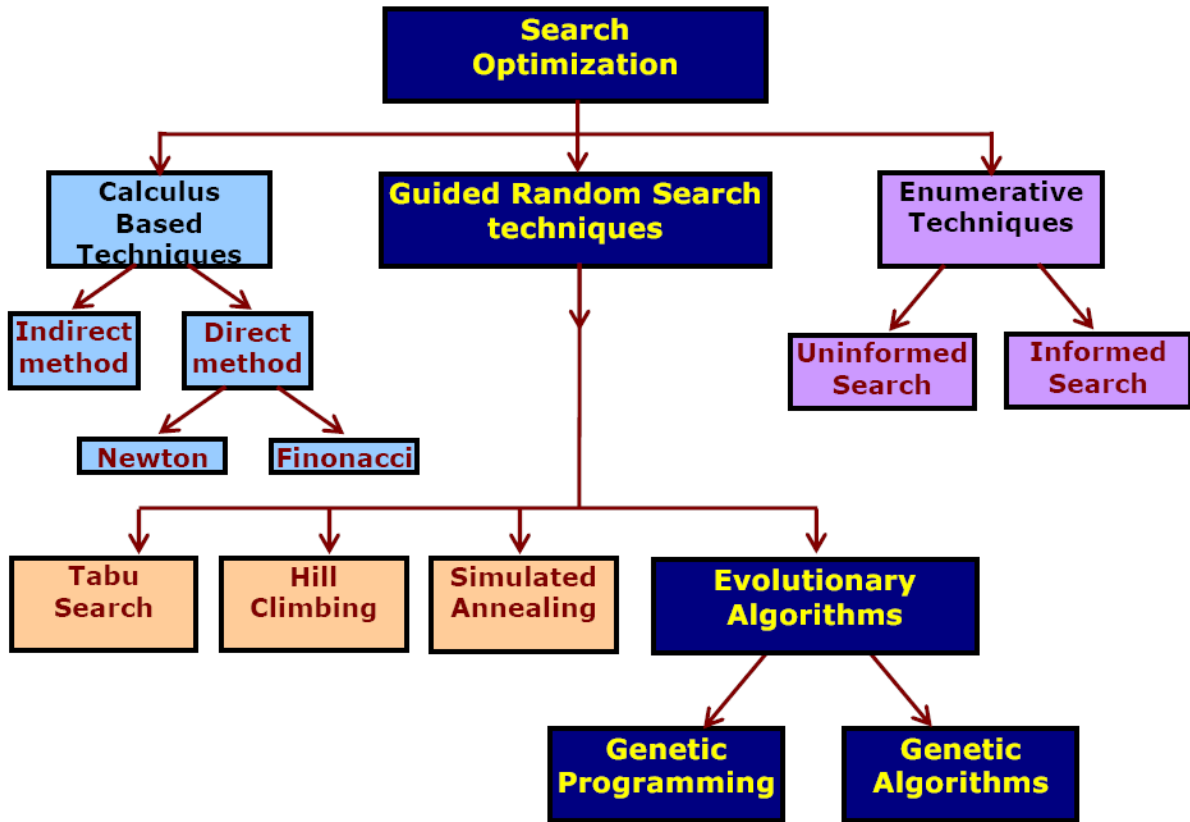 Search
Optimization
Calculus
Based
Techniques
Guided Random Search
techniques
Enumerative
Techniques
Indirect
method
Direct
method
Uninformed
Search
Informed
Search
Newton
Finonacci
Tabu
Search
Hill
Climbing
Simulated
Annealing
Evolutionary
Algorithms
Genetic
Programming
Genetic
Algorithms